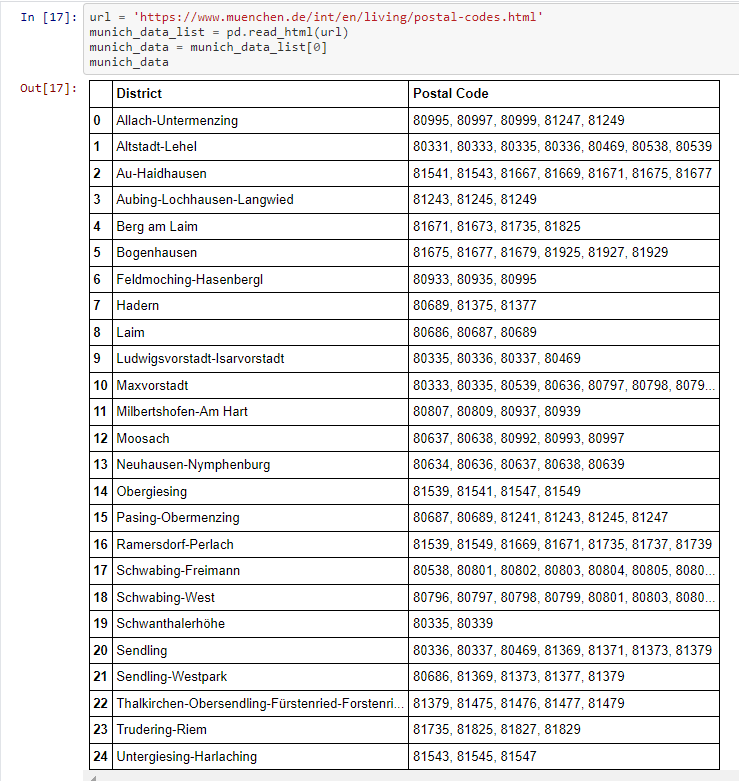 In [17]: url = 'https://www.muenchen.de/int/en/living/postal-codes.html'
munich_data_list = pd.read_html(url)
munich_data = munich_data_list[0]
munich_data
Out[17]:
District Postal Code
0 Allach-Untermenzing 80995, 80997, 80999, 81247, 81249
1 Altstadt-Lehel 80331, 80333, 80335, 80336, 80469, 80538, 80539
2 Au-Haidhausen 81541, 81543, 81667, 81669, 81671, 81675, 81677
3 Aubing-Lochhausen-Langwied 81243, 81245, 81249
4 Berg am Laim 81671, 81673, 81735, 81825
5 Bogenhausen 81675, 81677, 81679, 81925, 81927, 81929
6 Feldmoching-Hasenbergl 80933, 80935, 80995
7 Hadern 80689, 81375, 81377
8 Laim 80686, 80687, 80689
9 Ludwigsvorstadt-Isarvorstadt 80335, 80336, 80337, 80469
10 Maxvorstadt 80333, 80335, 80539, 80636, 80797, 80798, 8079...
11 Milbertshofen-Am Hart 80807, 80809, 80937, 80939
12 Moosach 80637, 80638, 80992, 80993, 80997
13 Neuhausen-Nymphenburg 80634, 80636, 80637, 80638, 80639
14 Obergiesing 81539, 81541, 81547, 81549
15 Pasing-Obermenzing 80687, 80689, 81241, 81243, 81245, 81247
16 Ramersdorf-Perlach 81539, 81549, 81669, 81671, 81735, 81737, 81739
17 Schwabing-Freimann 80538, 80801, 80802, 80803, 80804, 80805, 8080...
18 Schwabing-West 80796, 80797, 80798, 80799, 80801, 80803, 8080...
19 Schwanthalerhöhe 80335, 80339
20 Sendling 80336, 80337, 80469, 81369, 81371, 81373, 81379
21 Sendling-Westpark 80686, 81369, 81373, 81377, 81379
22 Thalkirchen-Obersendling-Fürstenried-Forstenri... 81379, 81475, 81476, 81477, 81479
23 Trudering-Riem 81735, 81825, 81827, 81829
24 Untergiesing-Harlaching 81543, 81545, 81547